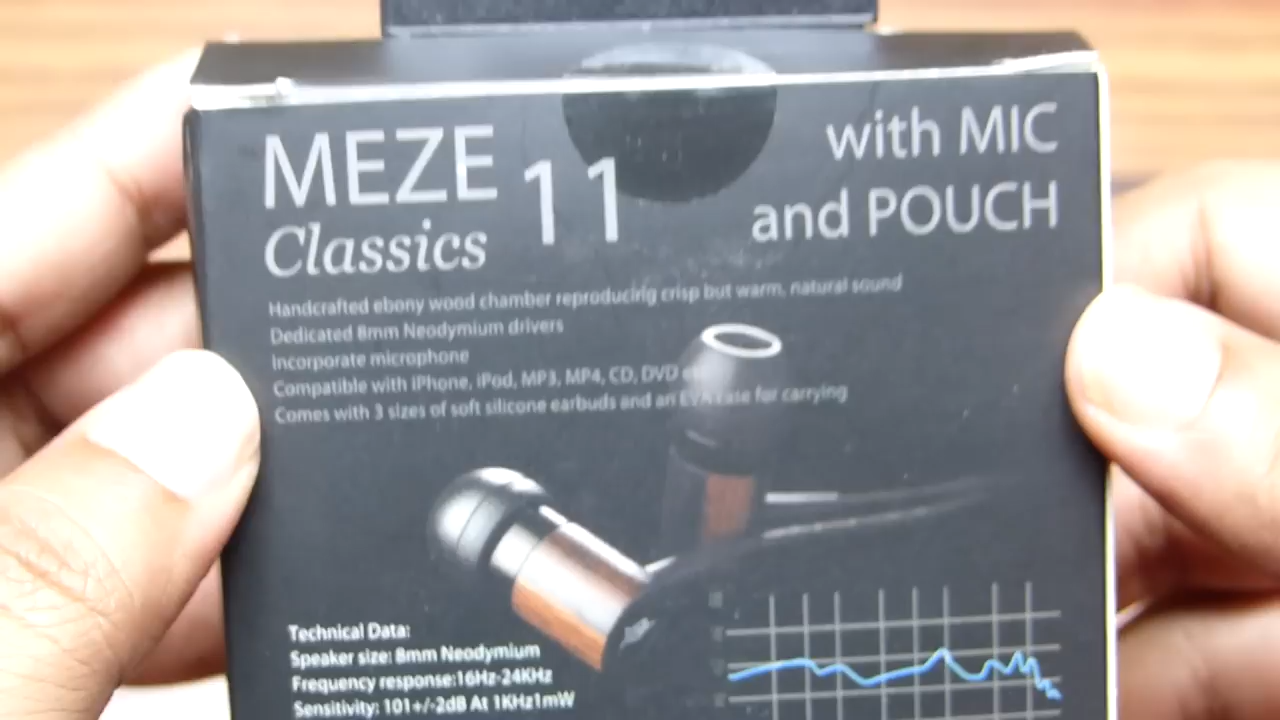 MEZE 11
Classics
with MIC
and POUCH
Handcrafted ebony wood chamber reproducing crisp but warm, natural sound
Dedicated 8mm Neodymium drivers
Incorporate microphone
Compatible with iPhone, iPod, MP3, MP4, CD, DVD
Comes with 3 sizes of soft silicone earbuds and an EVA case for carrying
Technical Data:
Speaker size: 8mm Neodymium
Frequency response:16Hz-24KHz
Sensitivity: 101+/-2dB At 1KHz1mW